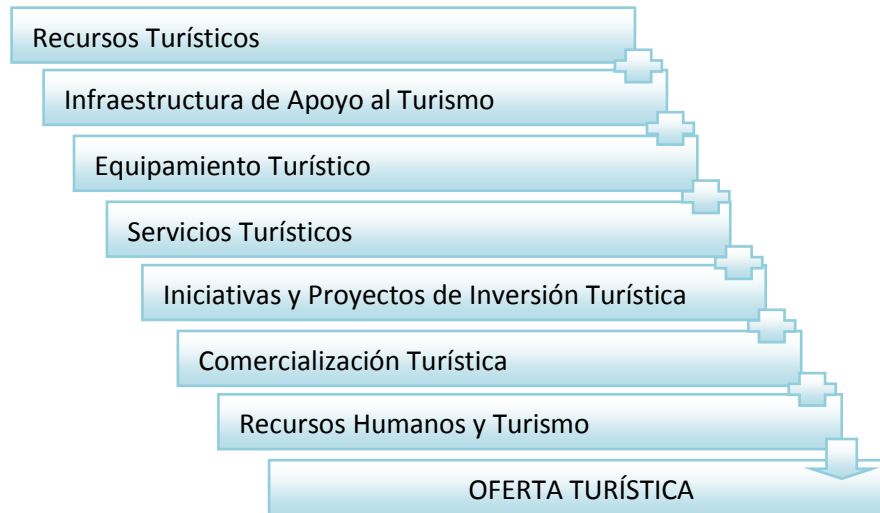 Recursos Turísticos
Infraestructura de Apoyo al Turismo
Equipamiento Turístico
Servicios Turísticos
Iniciativas y Proyectos de Inversión Turística
Comercialización Turística
Recursos Humanos y Turismo
OFERTA TURÍSTICA